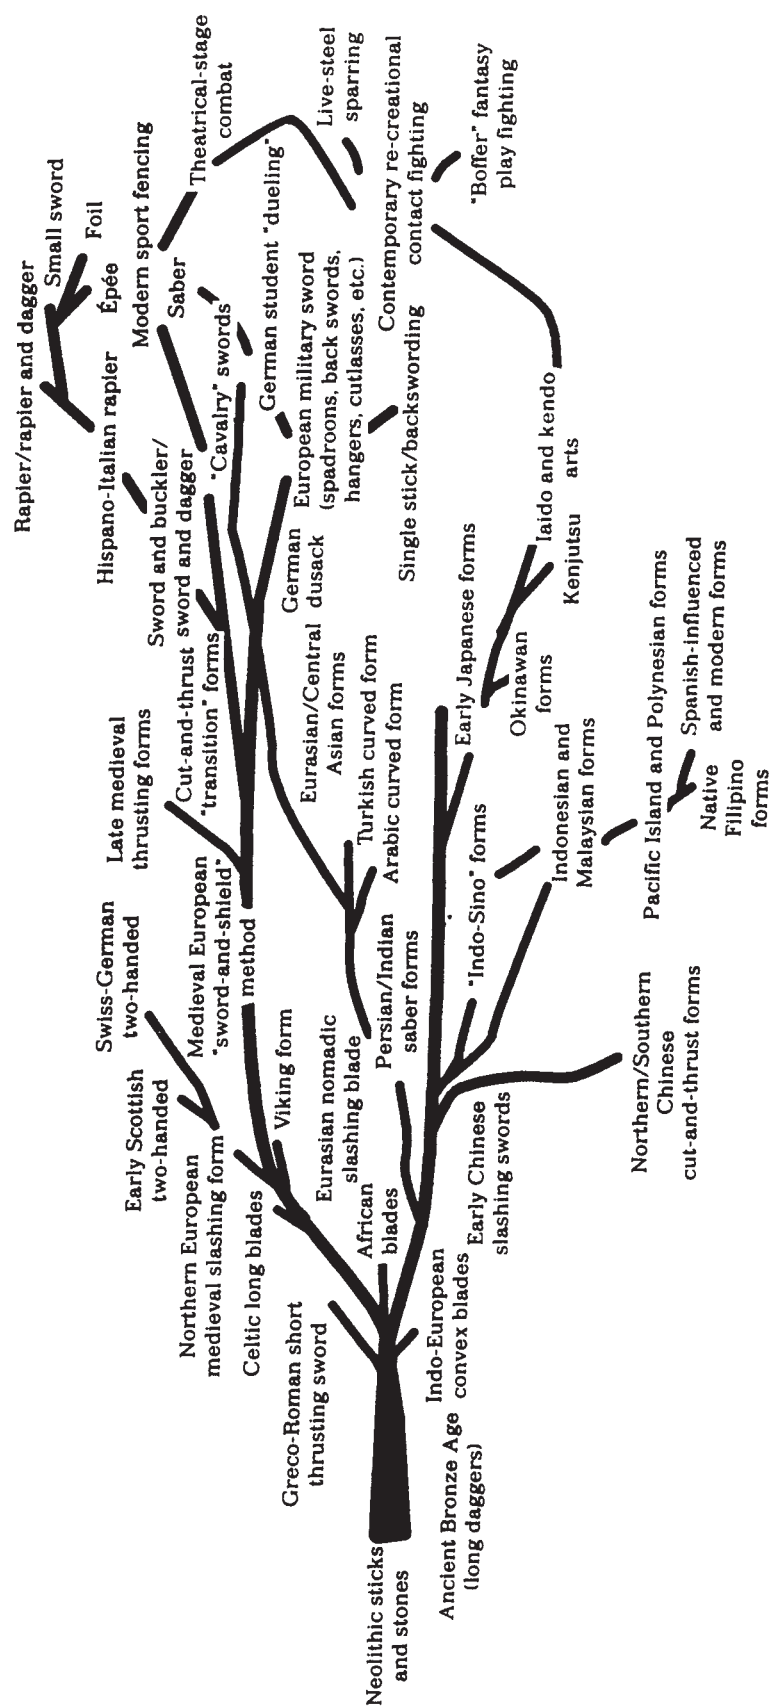 Rapier/rapier and dagger
Small sword
Foil
Épée
Hispano-Italian rapier
Modern sport fencing
Saber
Theatrical-stage
combat
Sword and buckler/
sword and dagger
"Cavalry" swords
German student "dueling"
Live-steel
sparring
Late medieval
thrusting forms
Cut-and-thrust
"transition" forms
German
dusack
European military sword
(spadroons, back swords,
hangers, cutlasses, etc.)
Contemporary re-creational
contact fighting
"Boffer" fantasy
play fighting
Single stick/backswording
Swiss-German
two-handed
Early Scottish
two-handed
Medieval European
"sword-and-shield"
method
Northern European
medieval slashing form
Viking form
Celtic long blades
Eurasian/Central
Asian forms
Turkish curved form
Arabic curved form
Eurasian nomadic
slashing blade
Persian/Indian
saber forms
African
blades
Greco-Roman short
thrusting sword
Early Japanese forms
Iaido and kendo
arts
Kenjutsu
Okinawan
forms
"Indo-Sino" forms
Indonesian and
Malaysian forms
Pacific Island and Polynesian forms
Spanish-influenced
and modern forms
Native
Filipino
forms
Early Chinese
slashing swords
Northern/Southern
Chinese
cut-and-thrust forms
Indo-European
convex blades
Ancient Bronze Age
(long daggers)
Neolithic sticks
and stones